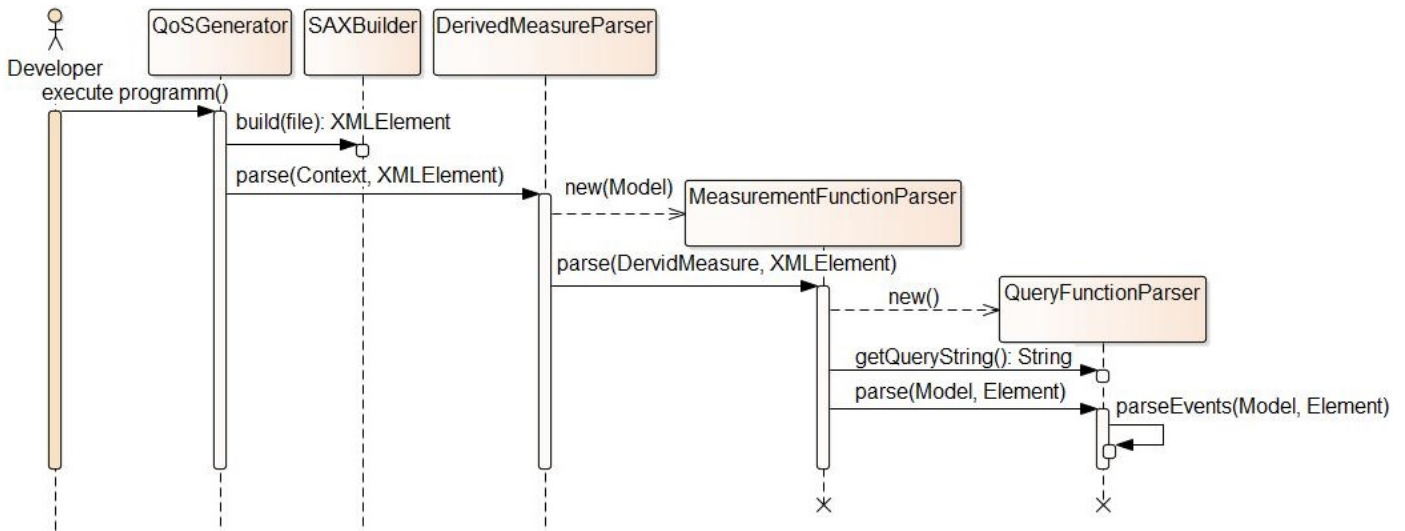 QoSGenerator
SAXBuilder
DerivedMeasureParser
Developer
execute programm()
build(file): XMLElement
parse(Context, XMLElement)
new(Model)
MeasurementFunctionParser
parse(DervidMeasure, XMLElement)
new()
QueryFunctionParser
getQueryString(): String
parse(Model, Element)
parseEvents(Model, Element)